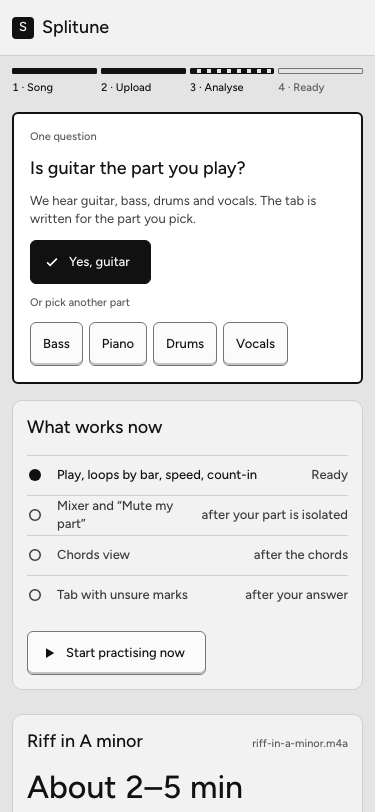 S Splitune
1 · Song 2 · Upload 3 · Analyse 4 · Ready
One question
Is guitar the part you play?
We hear guitar, bass, drums and vocals. The tab is
written for the part you pick.
Yes, guitar
Or pick another part
Bass Piano Drums Vocals
What works now
Play, loops by bar, speed, count-in Ready
Mixer and “Mute my
part” after your part is isolated
Chords view after the chords
Tab with unsure marks after your answer
Start practising now
Riff in A minor riff-in-a-minor.m4a
About 2–5 min